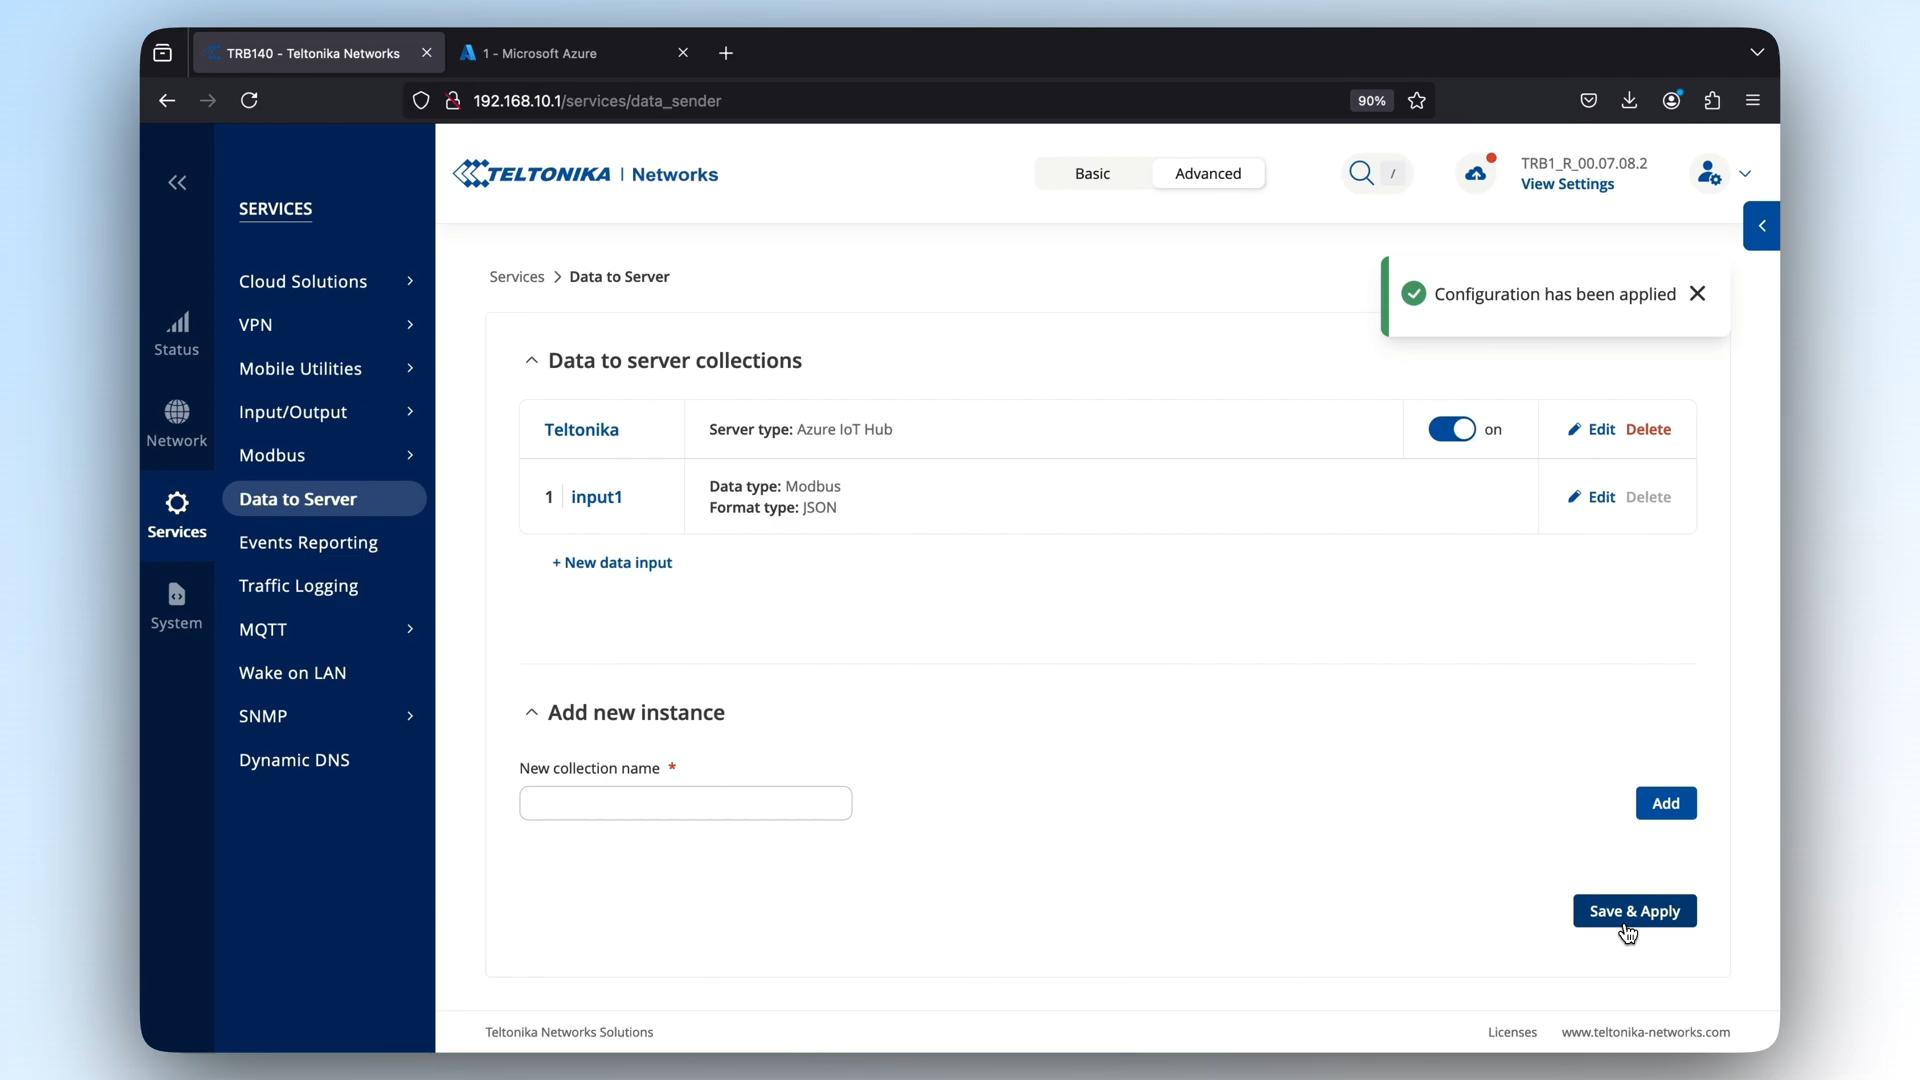 TRB140 - Teltonika Networks
1 - Microsoft Azure
192.168.10.1/services/data_sender
90%
TELTONIKA | Networks
Basic
Advanced
/
TRB1_R_00.07.08.2
View Settings
SERVICES
Cloud Solutions
VPN
Mobile Utilities
Input/Output
Modbus
Data to Server
Events Reporting
Traffic Logging
MQTT
Wake on LAN
SNMP
Dynamic DNS
Status
Network
Services
System
Services > Data to Server
Configuration has been applied
Data to server collections
Teltonika
Server type: Azure IoT Hub
on
Edit Delete
1 input1
Data type: Modbus
Format type: JSON
Edit Delete
+ New data input
Add new instance
New collection name *
Add
Save & Apply
Teltonika Networks Solutions
Licenses
www.teltonika-networks.com